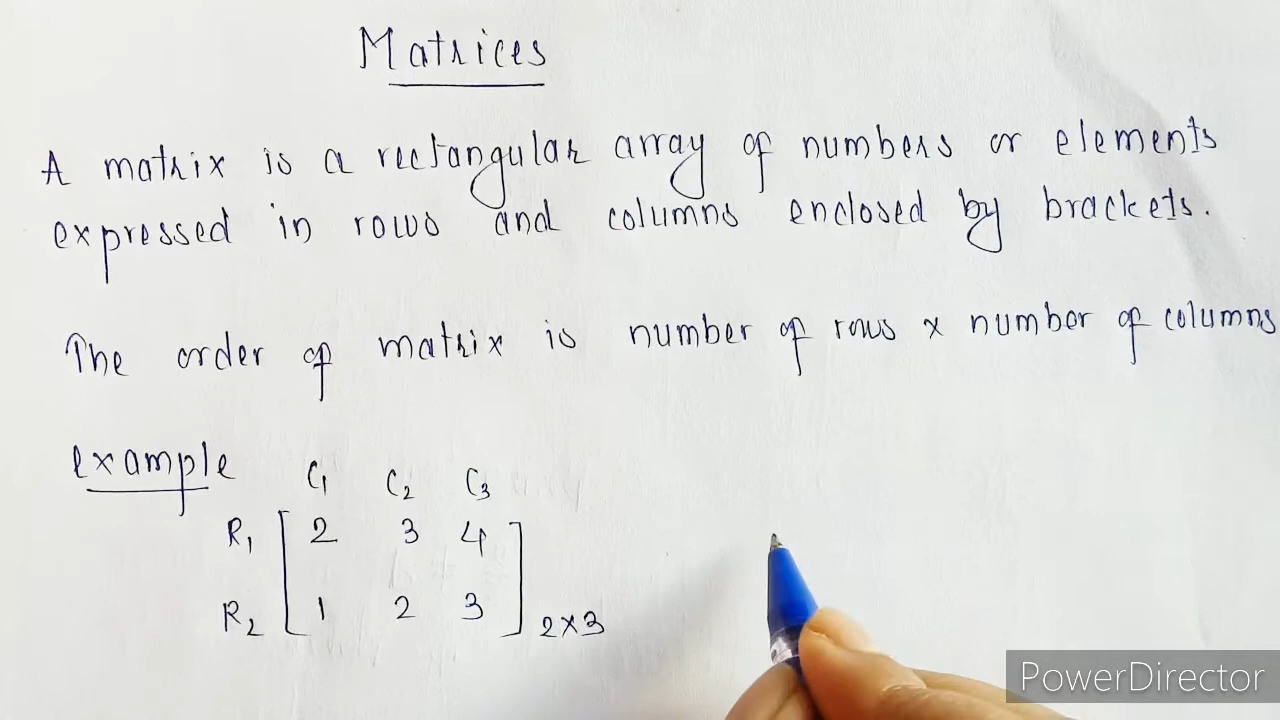 Matrices
A matrix is a rectangular array of numbers or elements
expressed in rows and columns enclosed by brackets.
The order of matrix is number of rows x number of columns
example C1 C2 C3
R1 [ 2 3 4 ]
R2 [ 1 2 3 ] 2×3
PowerDirector